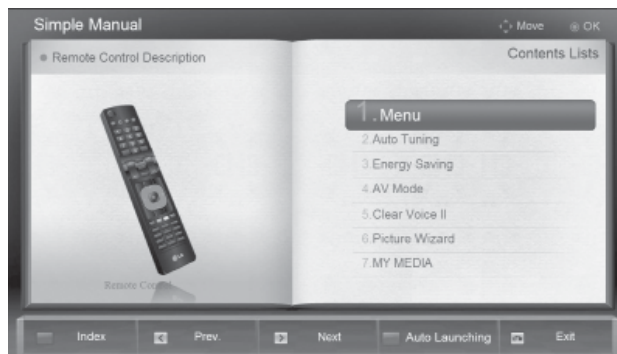 Simple Manual
Move OK
Remote Control Description
Contents Lists
1. Menu
2.Auto Tuning
3.Energy Saving
4.AV Mode
5.Clear Voice II
6.Picture Wizard
7.MY MEDIA
LG
Remote Control
Index Prev. Next Auto Launching Exit